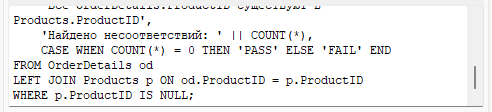 Все OrderDetails.ProductID существуют в
Products.ProductID',
'Найдено несоответствий: ' || COUNT(*),
CASE WHEN COUNT(*) = 0 THEN 'PASS' ELSE 'FAIL' END
FROM OrderDetails od
LEFT JOIN Products p ON od.ProductID = p.ProductID
WHERE p.ProductID IS NULL;